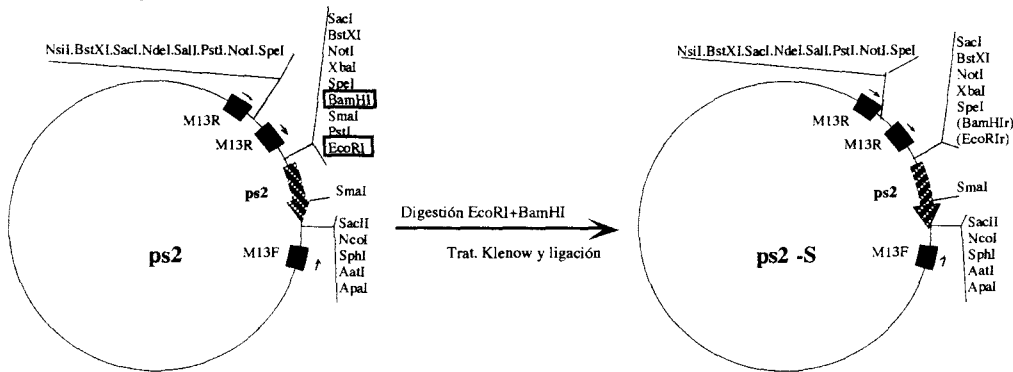 NsiI.BstXI.SacI.NdeI.SalI.PstI.NotI.SpeI
SacI
BstXI
NotI
XbaI
SpeI
BamHI
SmaI
PstI
EcoRI
M13R
M13R
ps2
SmaI
ps2
M13F
SacII
NcoI
SphI
AatI
ApaI
Digestión EcoRI+BamHI
Trat. Klenow y ligación
NsiI.BstXI.SacI.NdeI.SalI.PstI.NotI.SpeI
SacI
BstXI
NotI
XbaI
SpeI
(BamHIr)
(EcoRIr)
M13R
M13R
ps2
SmaI
ps2 -S
M13F
SacII
NcoI
SphI
AatI
ApaI